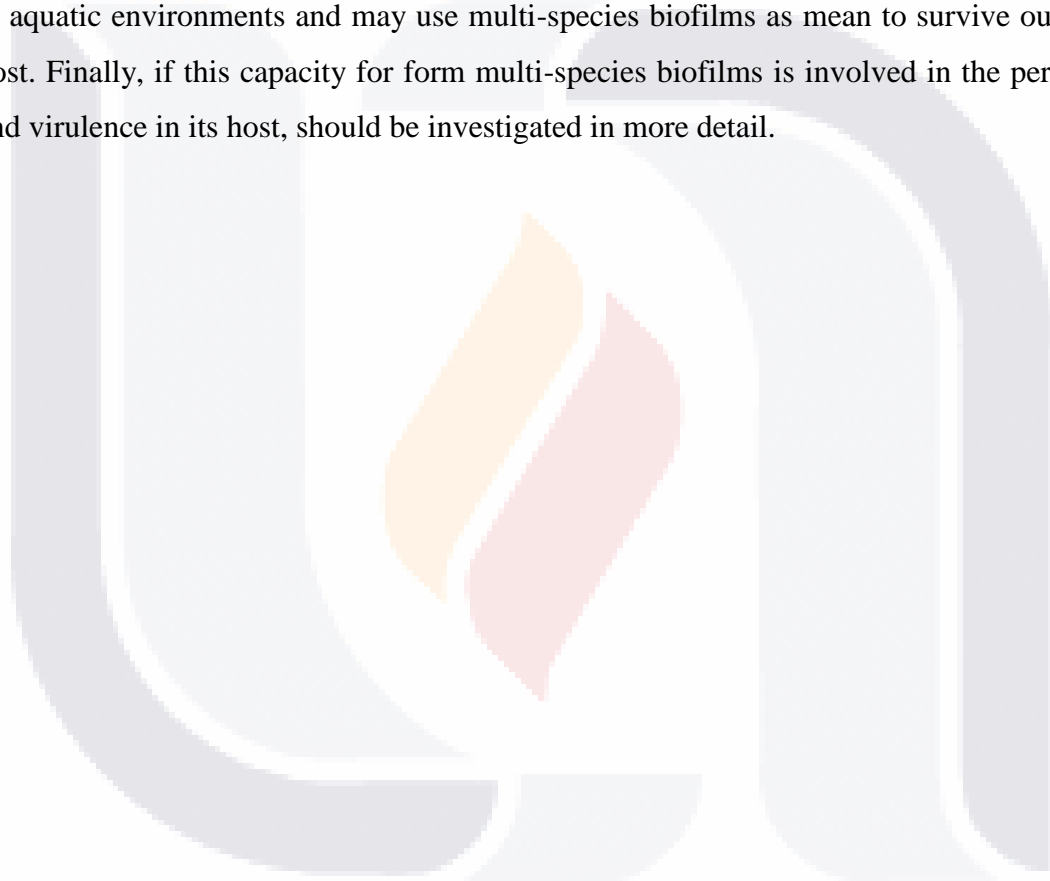 aquatic environments and may use multi-species biofilms as mean to survive ou
ost. Finally, if this capacity for form multi-species biofilms is involved in the per
nd virulence in its host, should be investigated in more detail.